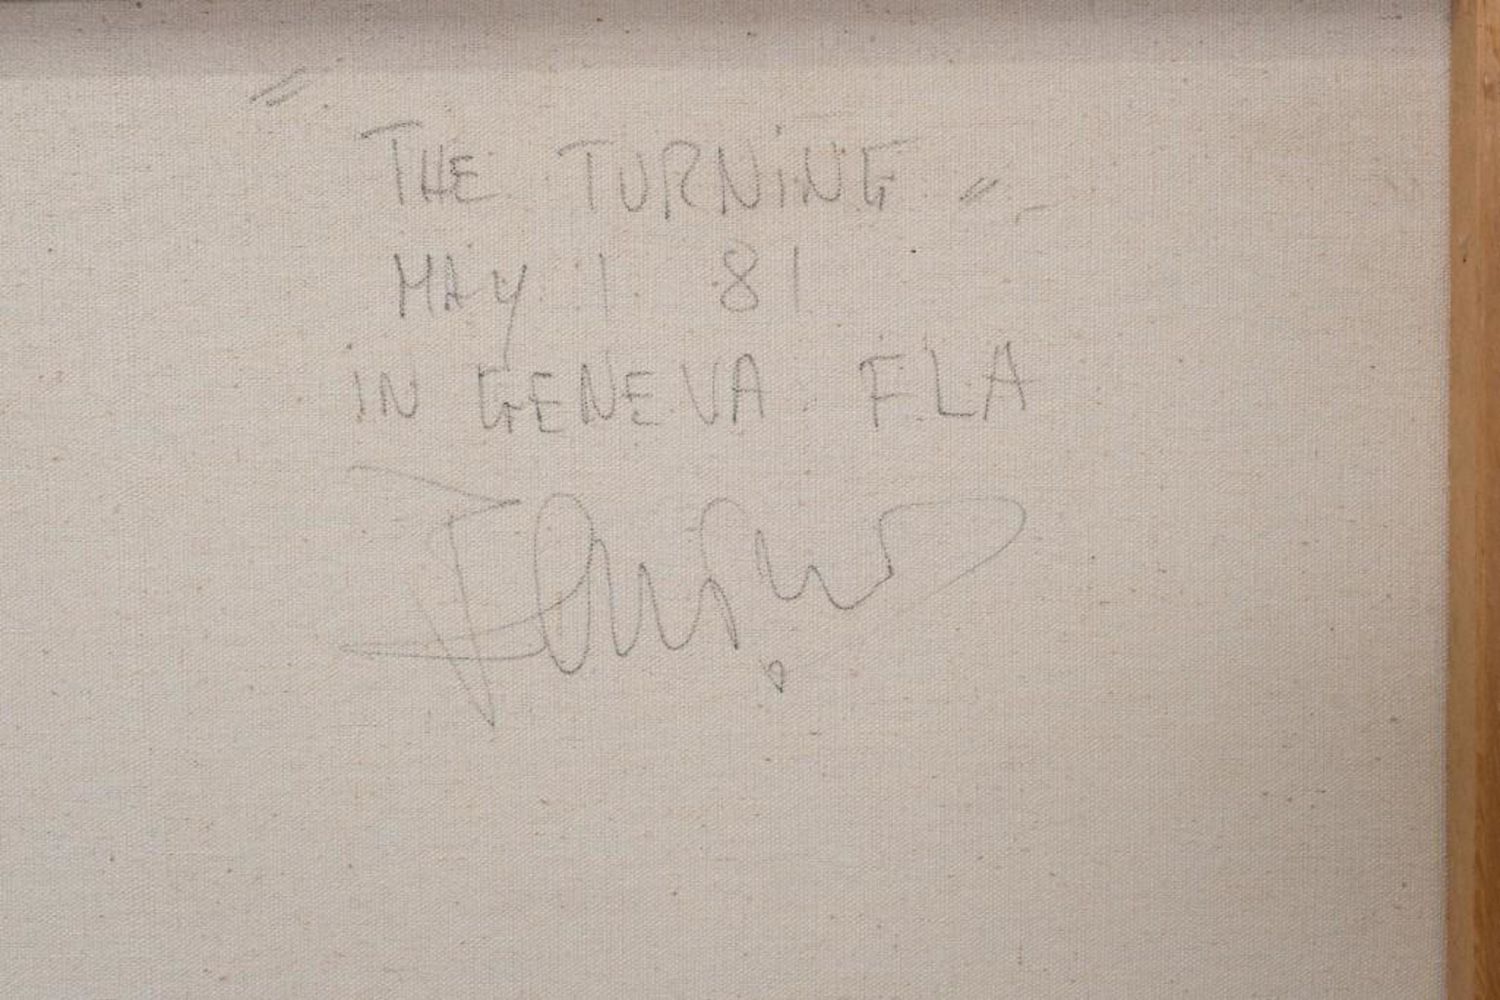 "THE TURNING"
MAY 1 81
IN GENEVA FLA